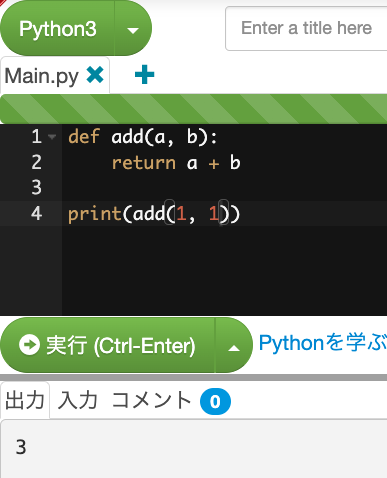 Python3
Enter a title here
Main.py
1 def add(a, b):
2     return a + b
3
4 print(add(1, 1))
実行 (Ctrl-Enter)
Pythonを学ぶ
出力 入力 コメント 0
3